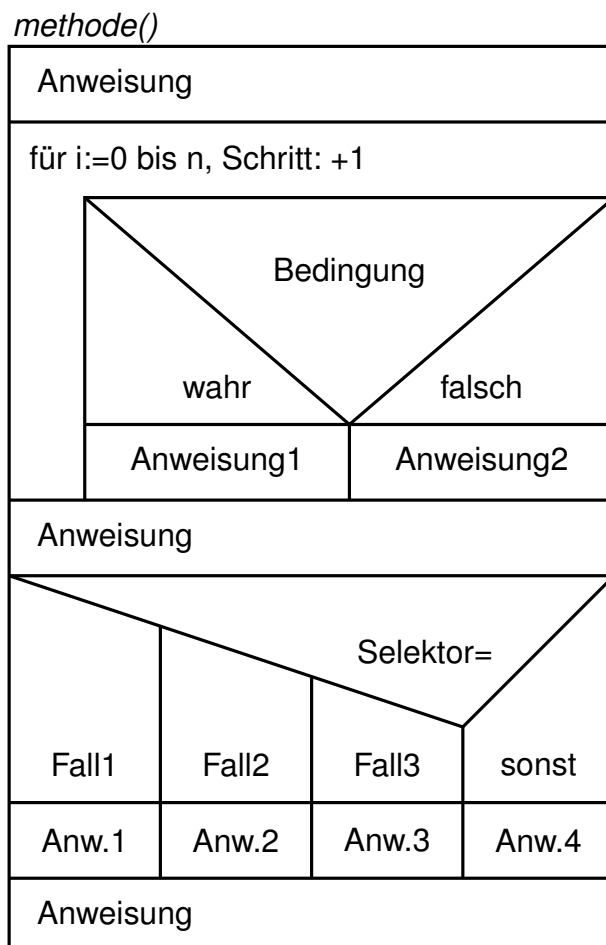 methode()
Anweisung
für i:=0 bis n, Schritt: +1
Bedingung
wahr falsch
Anweisung1 Anweisung2
Anweisung
Selektor=
Fall1 Fall2 Fall3 sonst
Anw.1 Anw.2 Anw.3 Anw.4
Anweisung